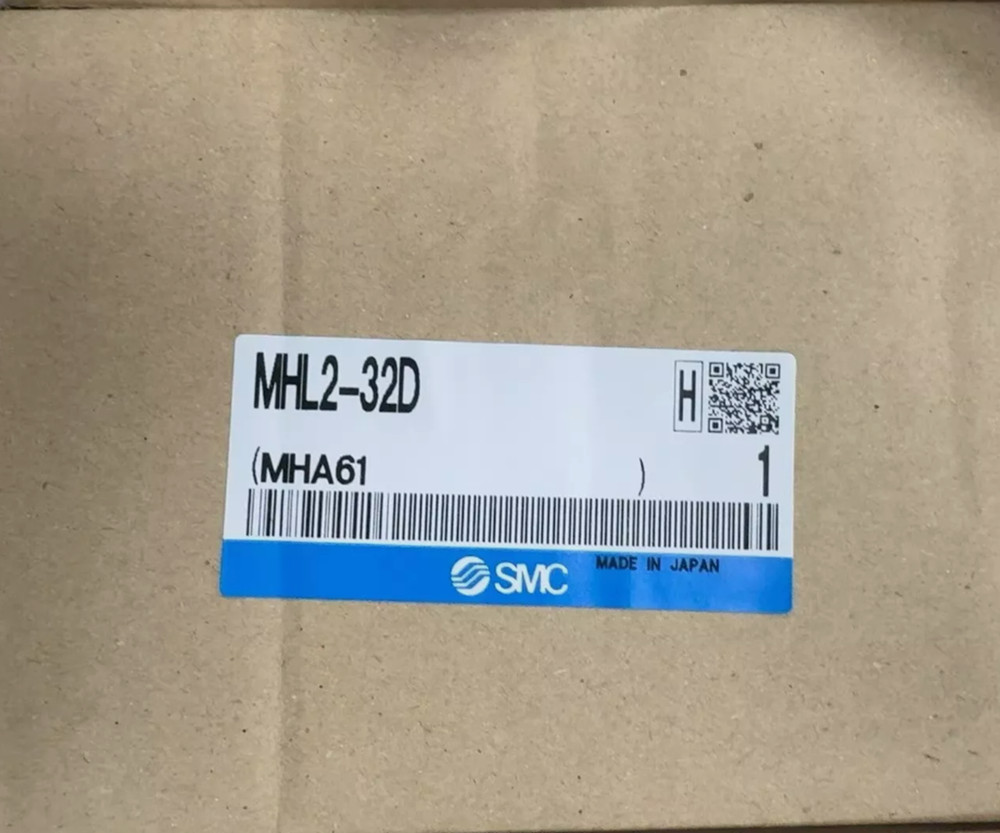 MHL2-32D
H
(MHA61 )
1
SMC
MADE IN JAPAN